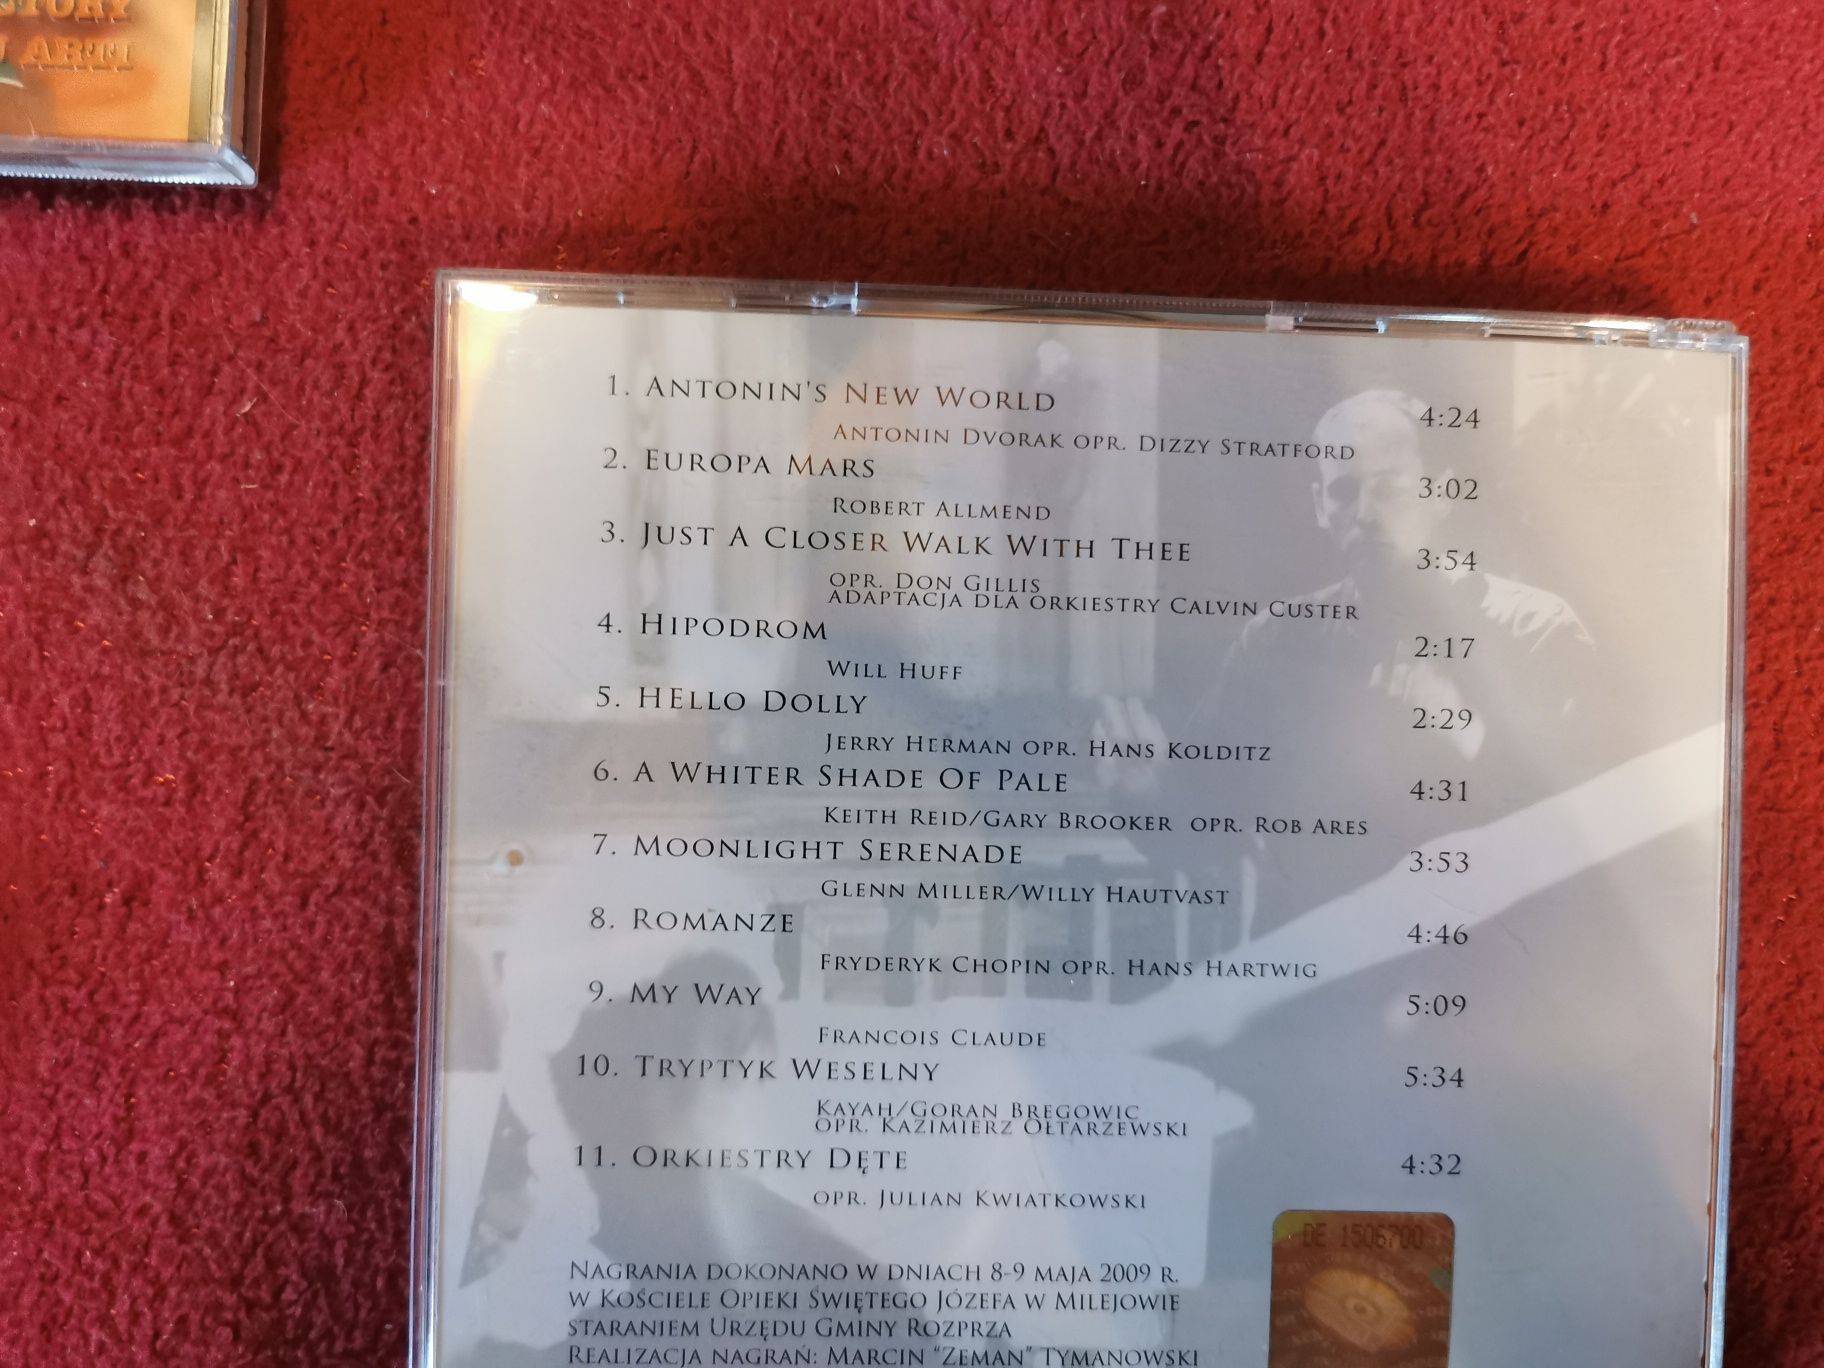 STORY
ARTI
1. ANTONIN'S NEW WORLD 4:24
ANTONIN DVORAK OPR. DIZZY STRATFORD
2. EUROPA MARS 3:02
ROBERT ALLMEND
3. JUST A CLOSER WALK WITH THEE 3:54
OPR. DON GILLIS
ADAPTACJA DLA ORKIESTRY CALVIN CUSTER
4. HIPODROM 2:17
WILL HUFF
5. HELLO DOLLY 2:29
JERRY HERMAN OPR. HANS KOLDITZ
6. A WHITER SHADE OF PALE 4:31
KEITH REID/GARY BROOKER OPR. ROB ARES
7. MOONLIGHT SERENADE 3:53
GLENN MILLER/WILLY HAUTVAST
8. ROMANZE 4:46
FRYDERYK CHOPIN OPR. HANS HARTWIG
9. MY WAY 5:09
FRANCOIS CLAUDE
10. TRYPTYK WESELNY 5:34
KAYAH/GORAN BREGOWIC
OPR. KAZIMIERZ OŁTARZEWSKI
11. ORKIESTRY DĘTE 4:32
OPR. JULIAN KWIATKOWSKI
NAGRANIA DOKONANO W DNIACH 8-9 MAJA 2009 R.
W KOŚCIELE OPIEKI ŚWIĘTEGO JÓZEFA W MILEJOWIE
STARANIEM URZĘDU GMINY ROZPRZA
REALIZACJA NAGRAŃ: MARCIN "ZEMAN" TYMANOWSKI
DE 1506700